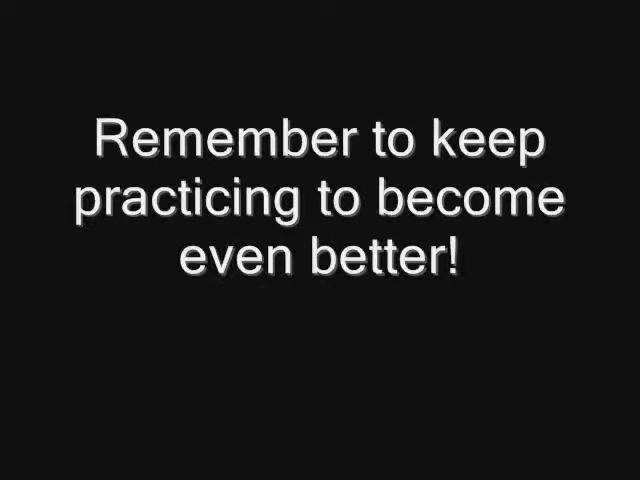 Remember to keep
practicing to become
even better!